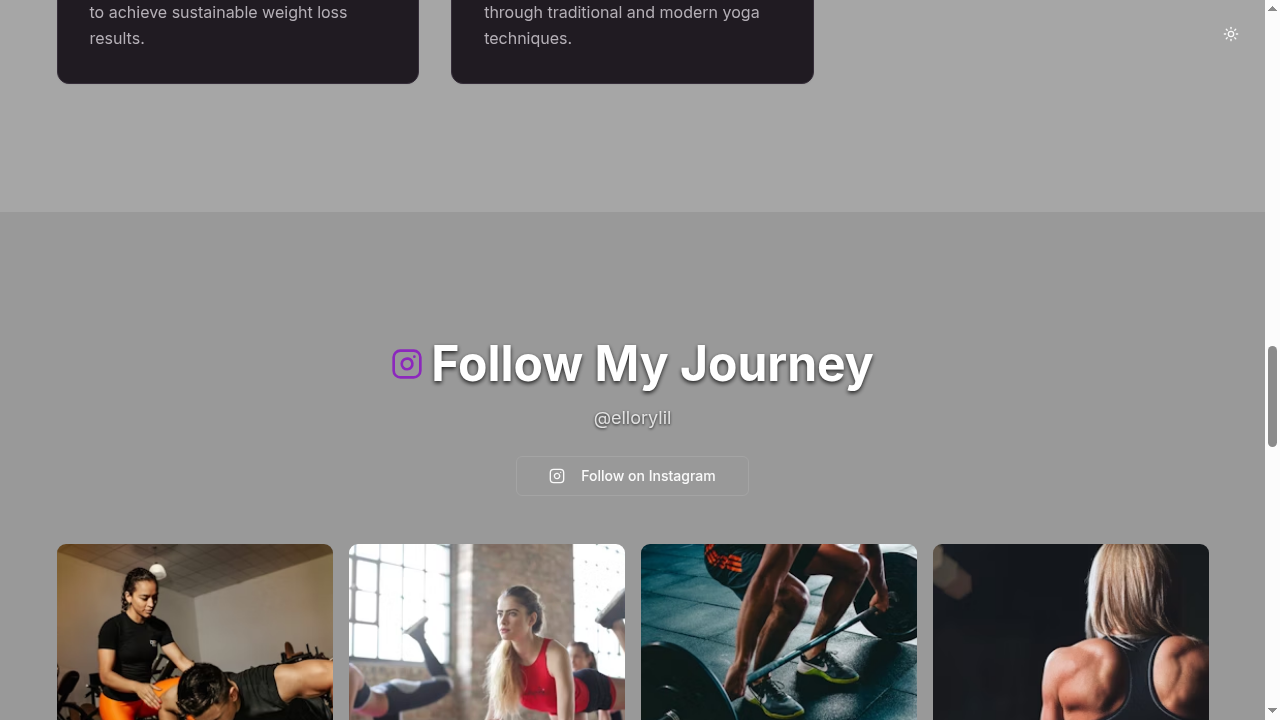 to achieve sustainable weight loss
results.
through traditional and modern yoga
techniques.
Follow My Journey
@ellorylil
Follow on Instagram